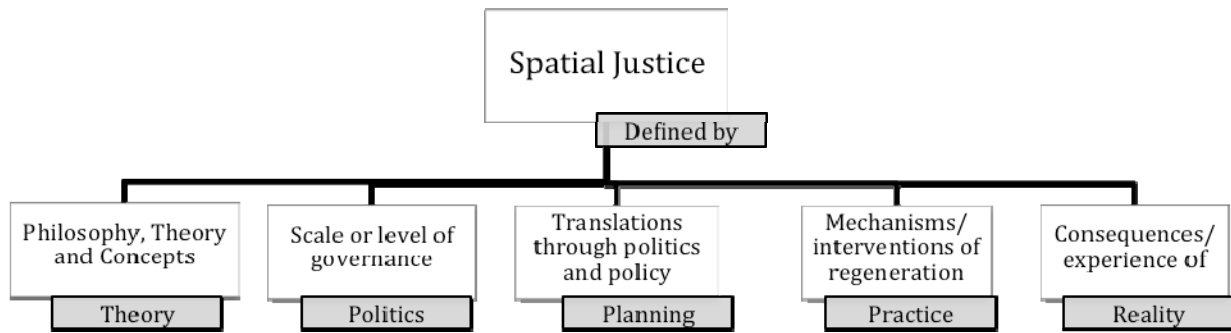 Spatial Justice
Defined by
Philosophy, Theory
and Concepts
Theory
Scale or level of
governance
Politics
Translations
through politics
and policy
Planning
Mechanisms/
interventions of
regeneration
Practice
Consequences/
experience of
Reality